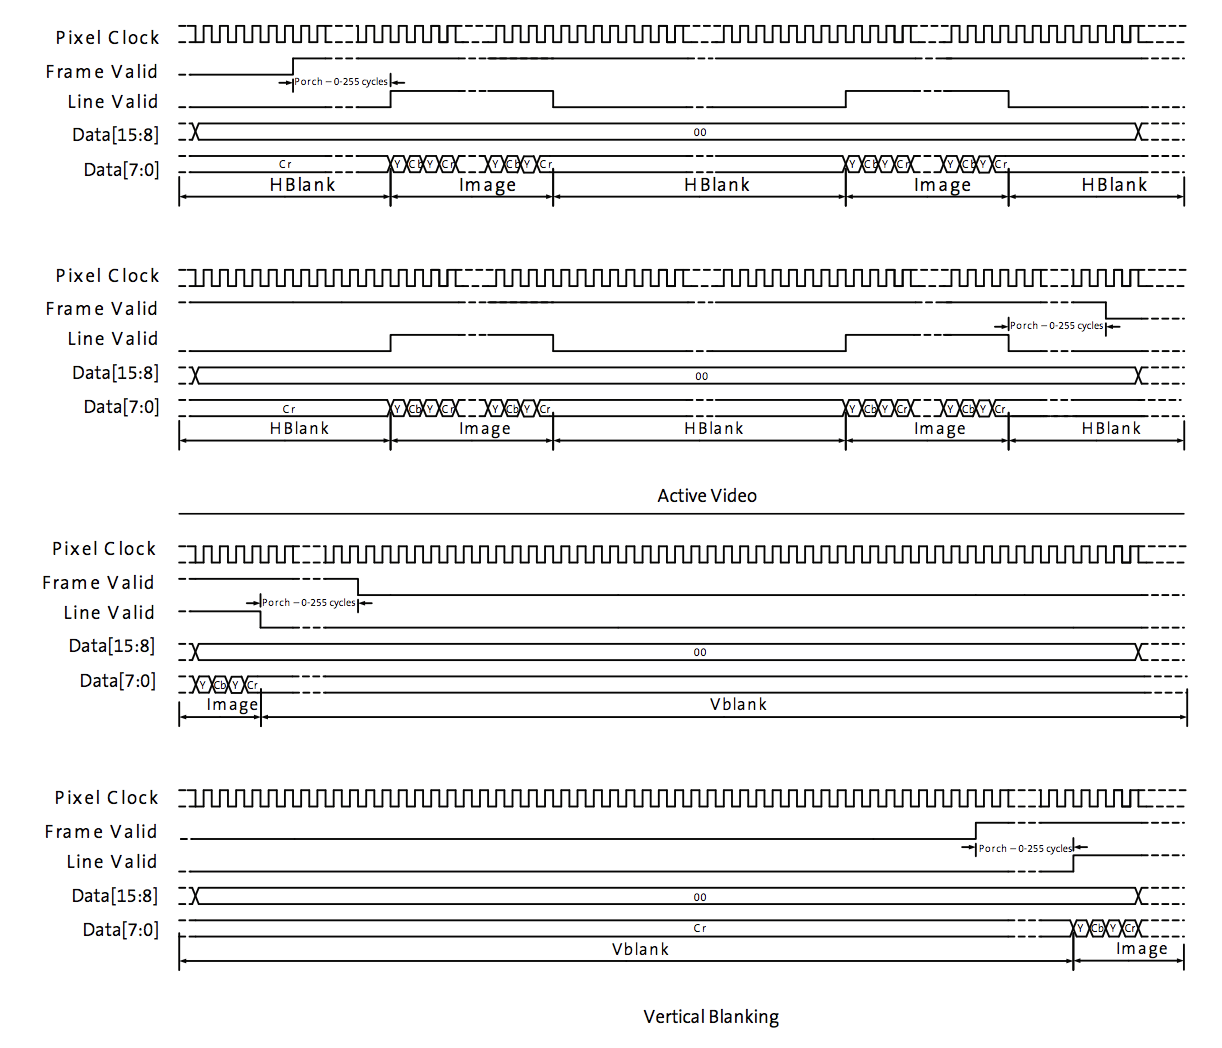 Pixel Clock
Frame Valid
Porch – 0-255 cycles
Line Valid
Data[15:8] 00
Data[7:0] Cr Y Cb Y Cr Y Cb Y Cr Y Cb Y Cr Y Cb Y Cr
HBlank Image HBlank Image HBlank
Pixel Clock
Frame Valid
Porch – 0-255 cycles
Line Valid
Data[15:8] 00
Data[7:0] Cr Y Cb Y Cr Y Cb Y Cr Y Cb Y Cr Y Cb Y Cr
HBlank Image HBlank Image HBlank
Active Video
Pixel Clock
Frame Valid
Porch – 0-255 cycles
Line Valid
Data[15:8] 00
Data[7:0] Y Cb Y Cr
Image Vblank
Pixel Clock
Frame Valid
Porch – 0-255 cycles
Line Valid
Data[15:8] 00
Data[7:0] Cr Y Cb Y Cr
Vblank Image
Vertical Blanking